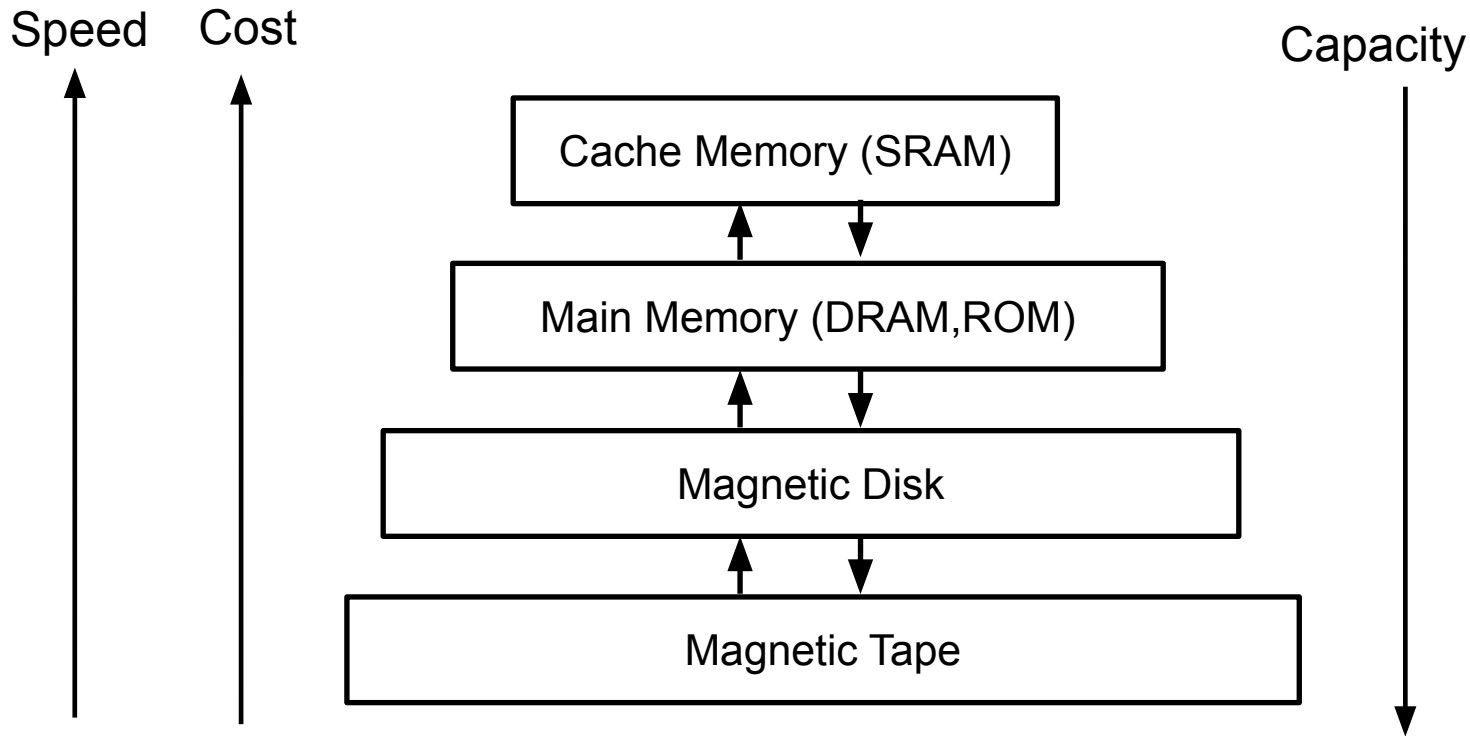 Speed
Cost
Capacity
Cache Memory (SRAM)
Main Memory (DRAM,ROM)
Magnetic Disk
Magnetic Tape